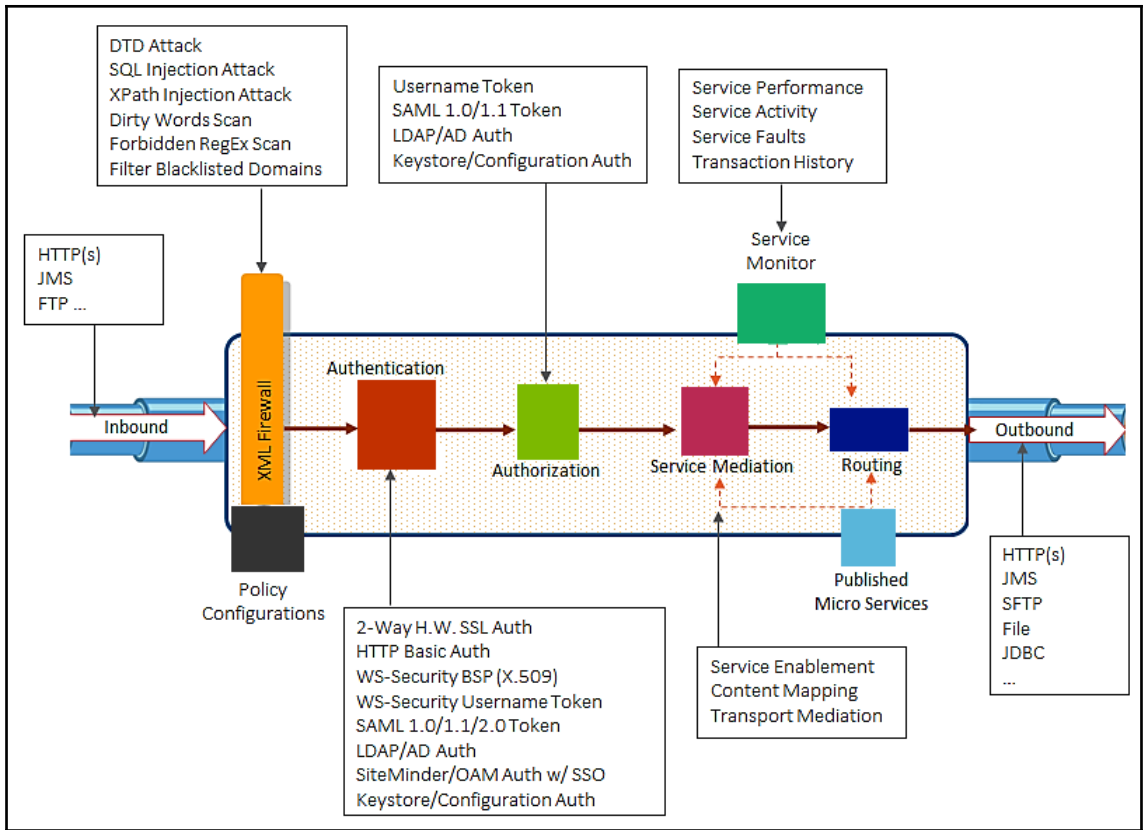 DTD Attack
SQL Injection Attack
XPath Injection Attack
Dirty Words Scan
Forbidden RegEx Scan
Filter Blacklisted Domains
Username Token
SAML 1.0/1.1 Token
LDAP/AD Auth
Keystore/Configuration Auth
Service Performance
Service Activity
Service Faults
Transaction History
HTTP(s)
JMS
FTP ...
Service
Monitor
Inbound
XML Firewall
Authentication
Authorization
Service Mediation
Routing
Outbound
Policy
Configurations
Published
Micro Services
2-Way H.W. SSL Auth
HTTP Basic Auth
WS-Security BSP (X.509)
WS-Security Username Token
SAML 1.0/1.1/2.0 Token
LDAP/AD Auth
SiteMinder/OAM Auth w/ SSO
Keystore/Configuration Auth
Service Enablement
Content Mapping
Transport Mediation
HTTP(s)
JMS
SFTP
File
JDBC
...